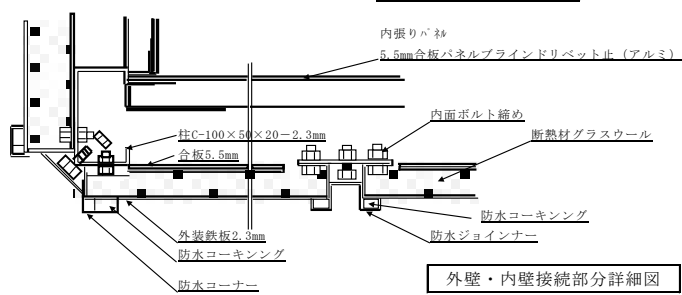 内張りパネル
5.5mm合板パネルブラインドリベット止（アルミ）
内面ボルト締め
柱C-100×50×20－2.3mm
断熱材グラスウール
合板5.5mm
防水コーキング
外装鉄板2.3mm
防水ジョインナー
防水コーキング
防水コーナー
外壁・内壁接続部分詳細図